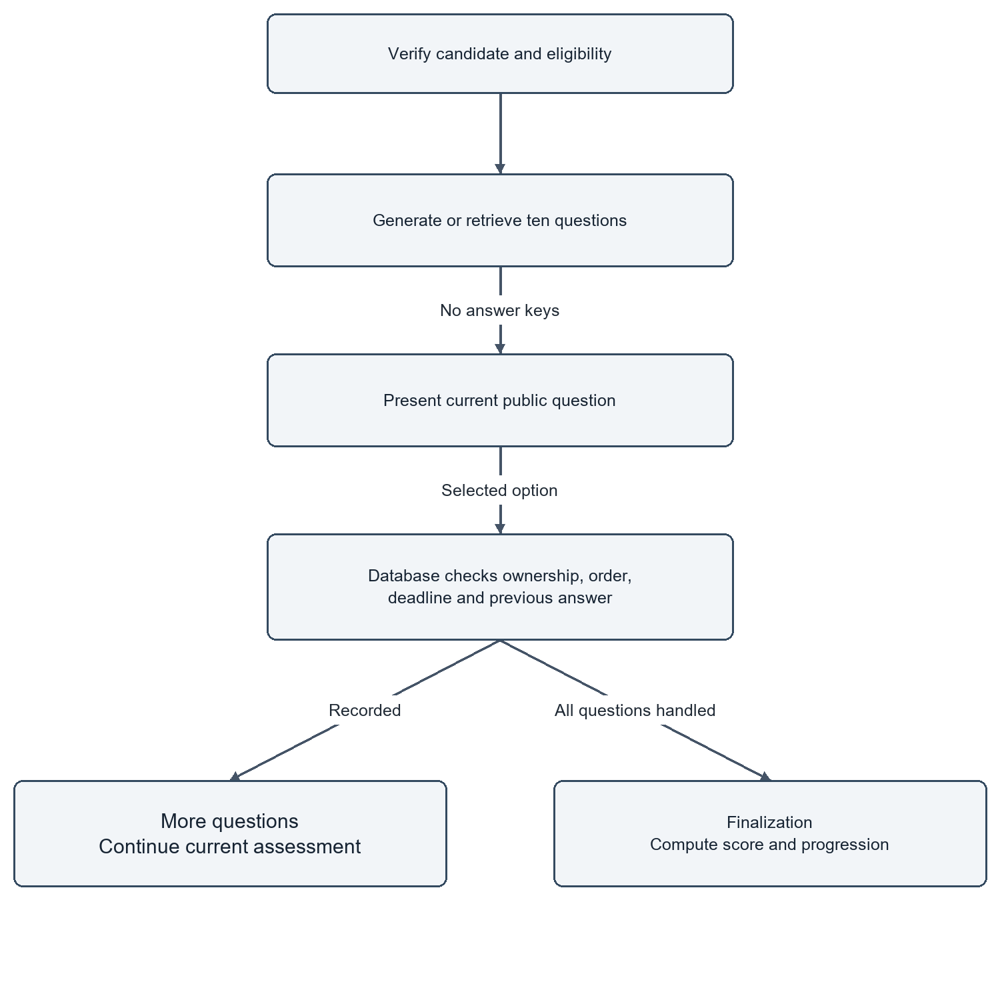 Verify candidate and eligibility
Generate or retrieve ten questions
No answer keys
Present current public question
Selected option
Database checks ownership, order,
deadline and previous answer
Recorded
All questions handled
More questions
Continue current assessment
Finalization
Compute score and progression